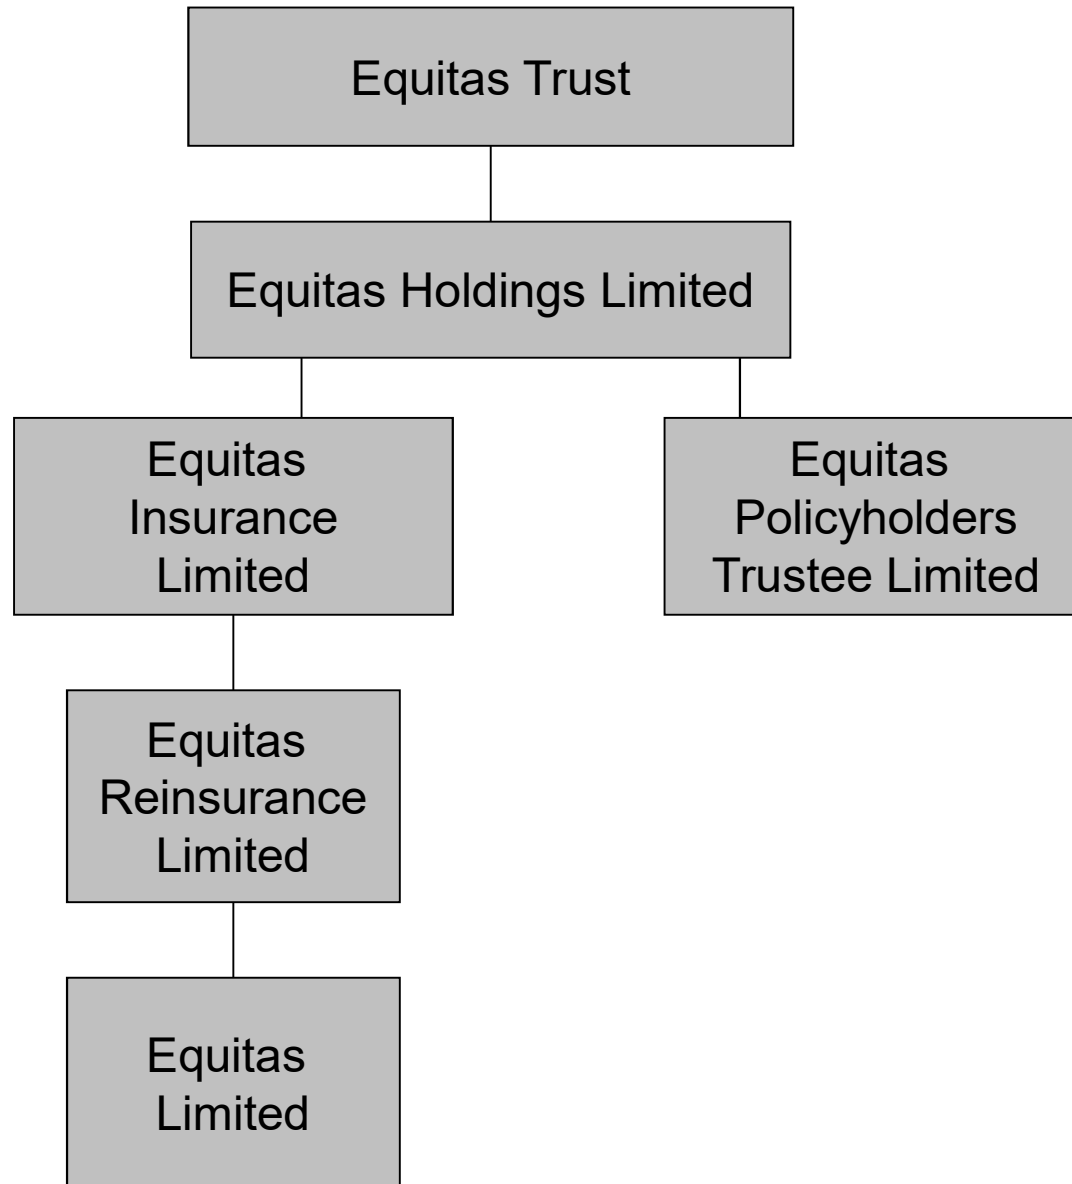 Equitas Trust
Equitas Holdings Limited
Equitas
Insurance
Limited
Equitas
Policyholders
Trustee Limited
Equitas
Reinsurance
Limited
Equitas
Limited